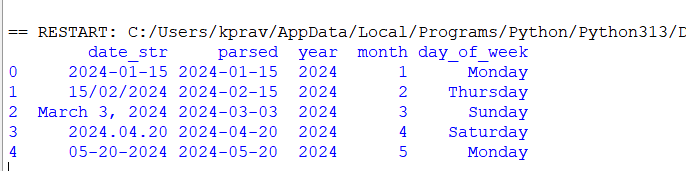 == RESTART: C:/Users/kprav/AppData/Local/Programs/Python/Python313/D
date_str parsed year month day_of_week
0 2024-01-15 2024-01-15 2024 1 Monday
1 15/02/2024 2024-02-15 2024 2 Thursday
2 March 3, 2024 2024-03-03 2024 3 Sunday
3 2024.04.20 2024-04-20 2024 4 Saturday
4 05-20-2024 2024-05-20 2024 5 Monday